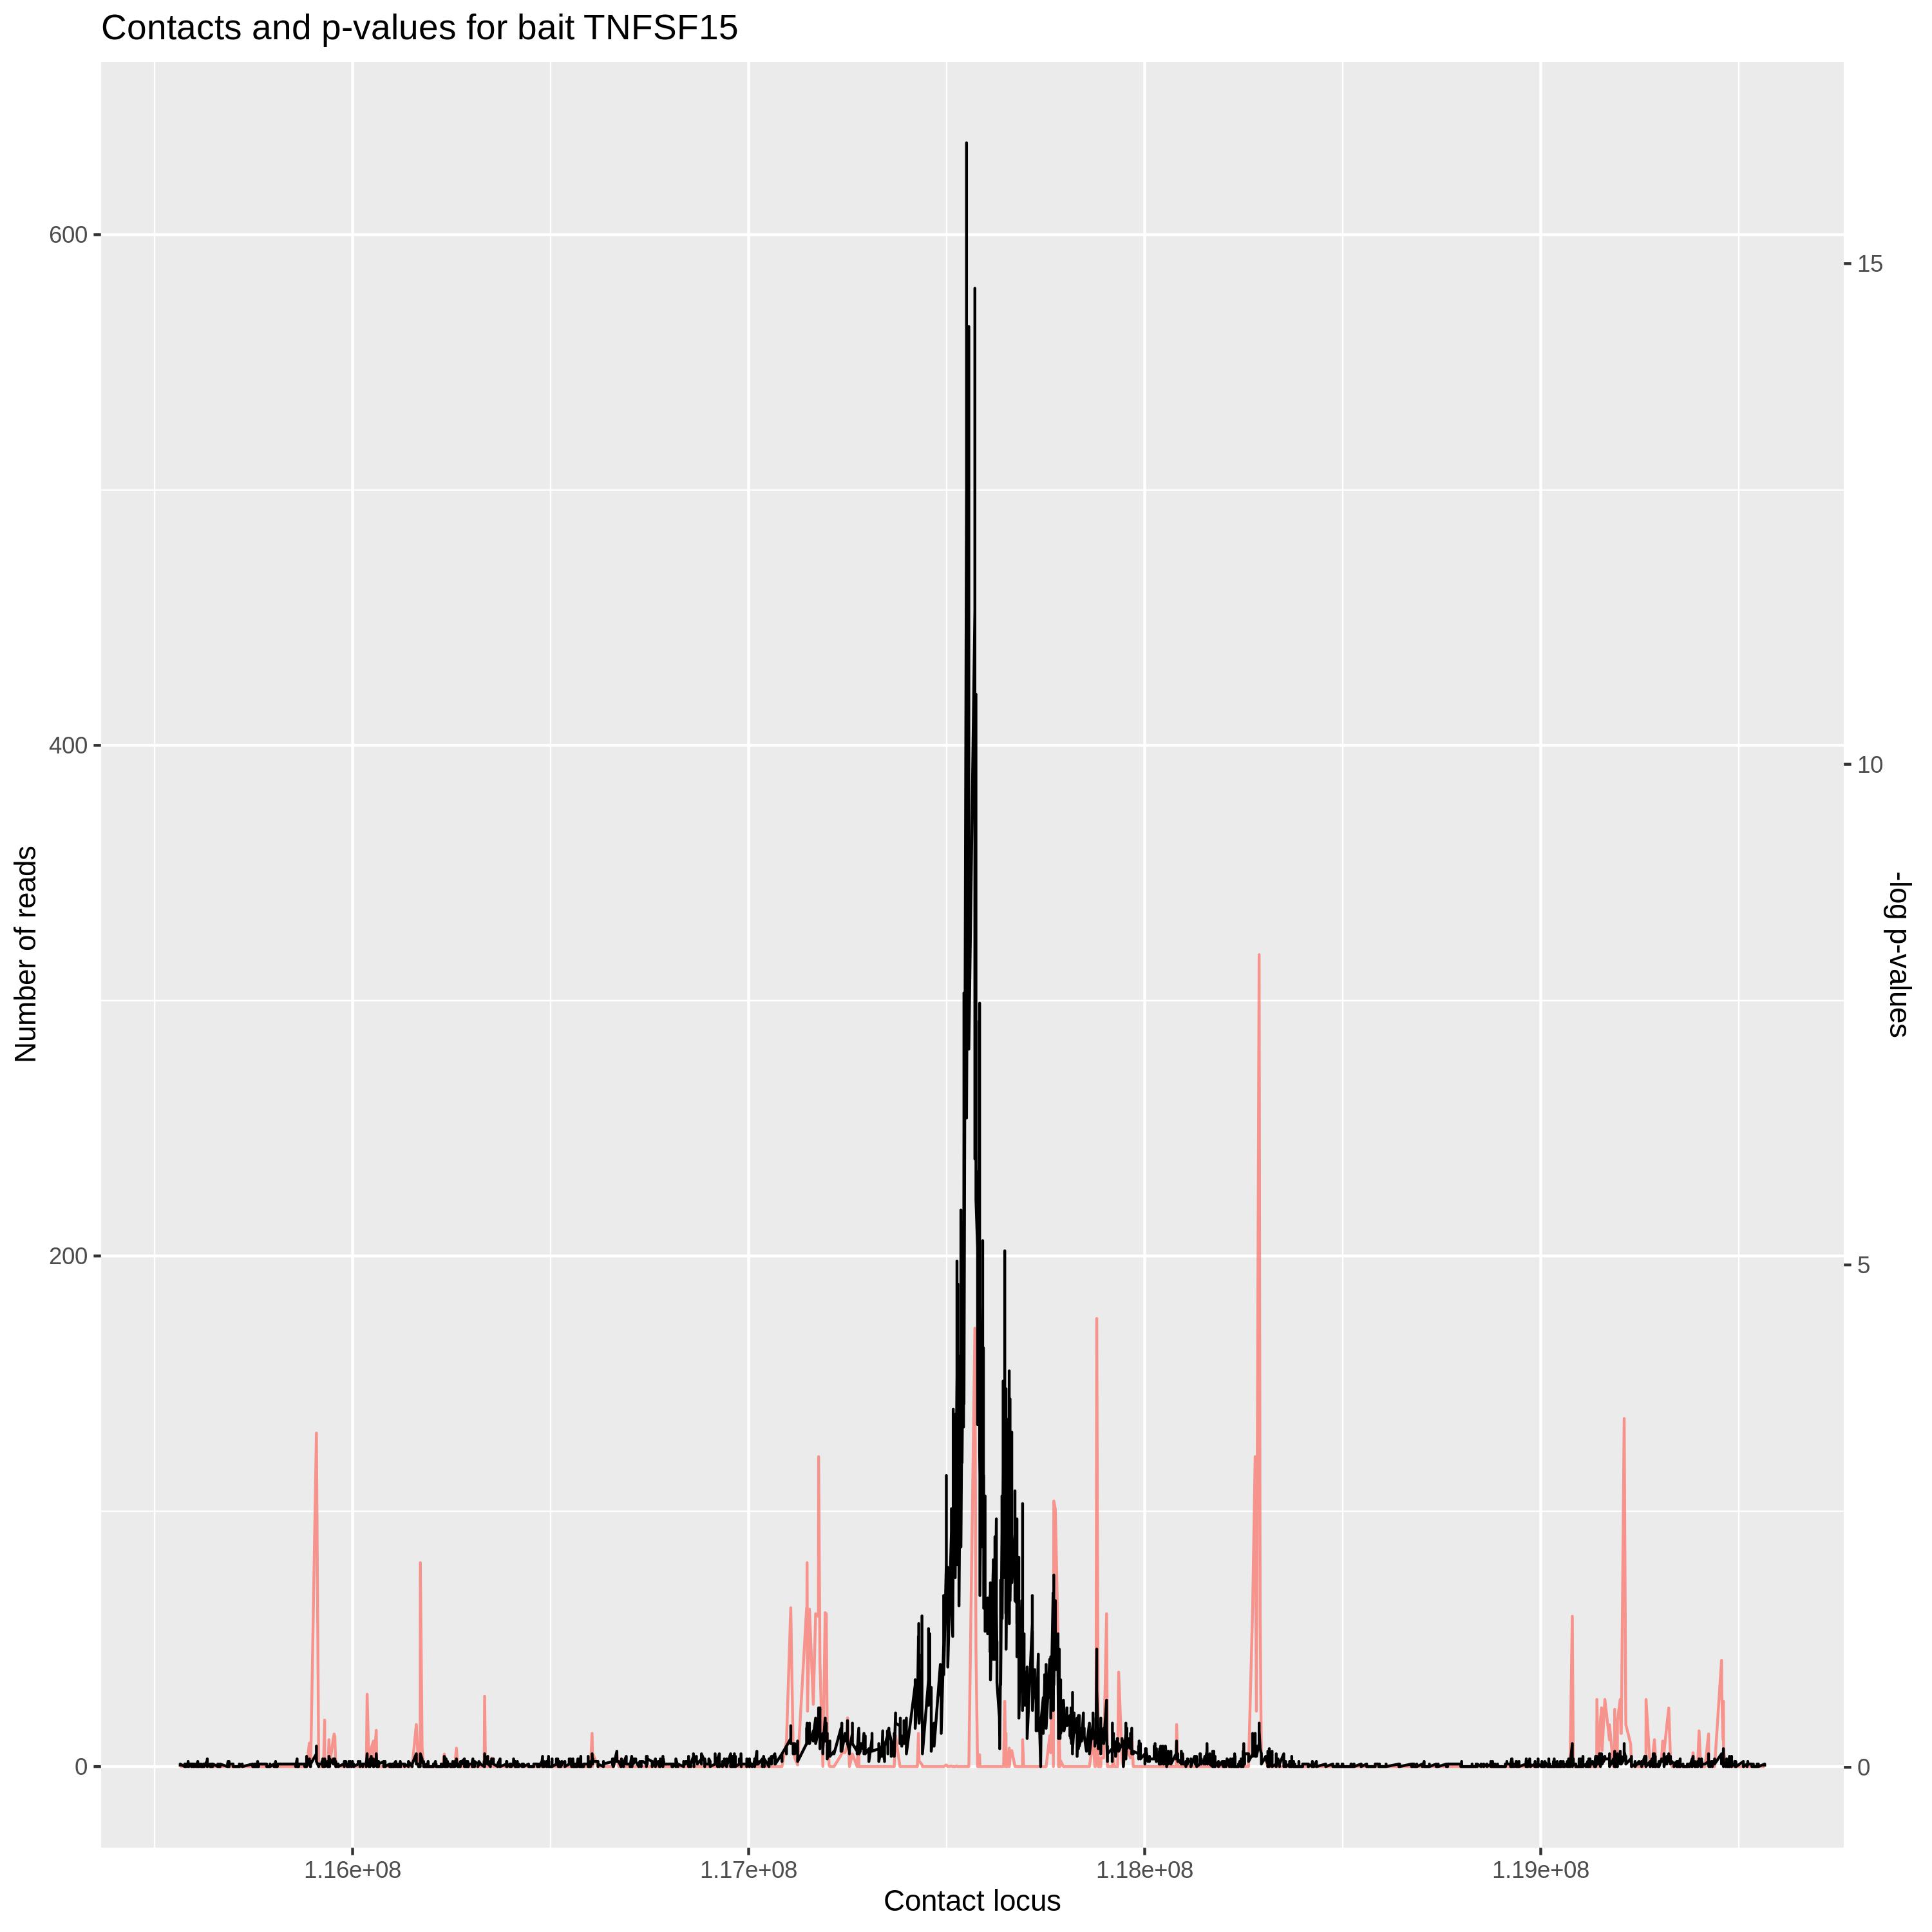 Contacts and p-values for bait TNFSF15
600
400
200
0
Number of reads
15
10
5
0
-log p-values
1.16e+08
1.17e+08
1.18e+08
1.19e+08
Contact locus